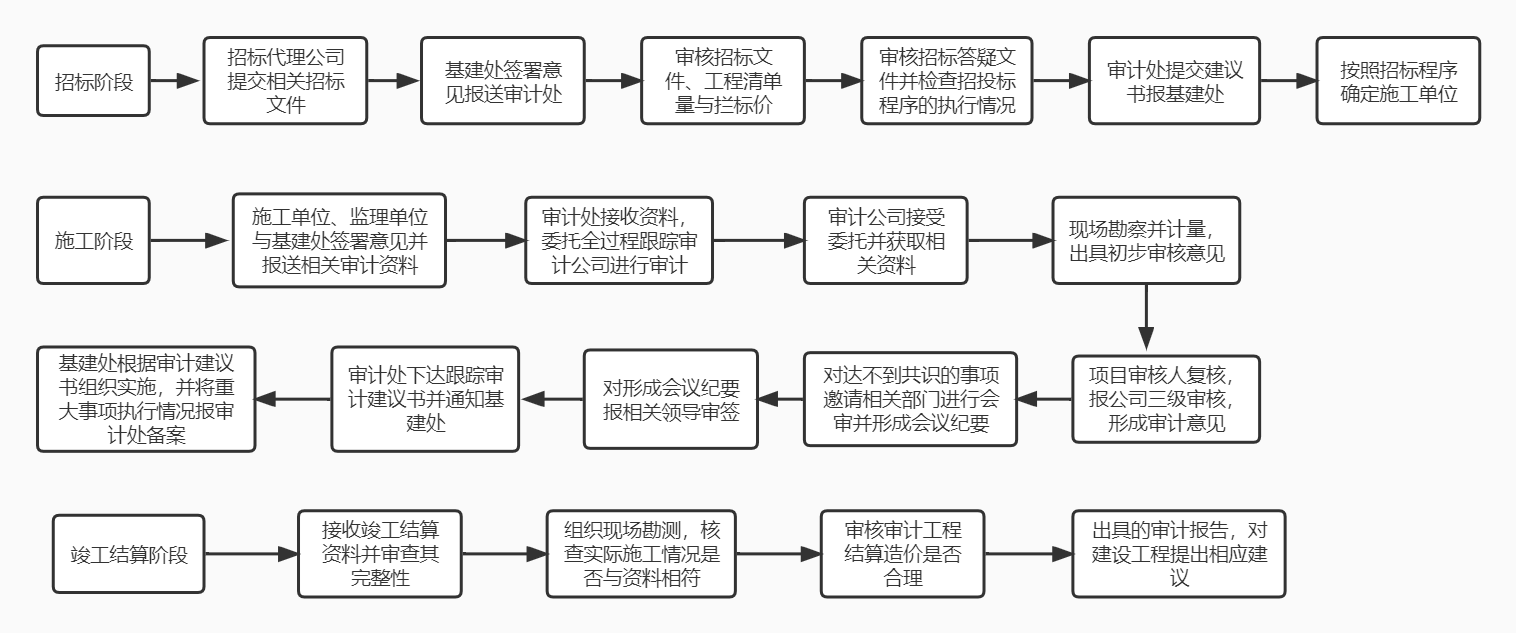 招标阶段
招标代理公司
提交相关招标
文件
基建处签署意
见报送审计处
审核招标文
件、工程清单
量与拦标价
审核招标答疑文
件并检查招投标
程序的执行情况
审计处提交建议
书报基建处
按照招标程序
确定施工单位
施工阶段
施工单位、监理单位
与基建处签署意见并
报送相关审计资料
审计处接收资料，
委托全过程跟踪审
计公司进行审计
审计公司接受
委托并获取相
关资料
现场勘察并计量，
出具初步审核意见
项目审核人复核，
报公司三级审核，
形成审计意见
对达不到共识的事项
邀请相关部门进行会
审并形成会议纪要
对形成会议纪要
报相关领导审签
审计处下达跟踪审
计建议书并通知基
建处
基建处根据审计建议
书组织实施，并将重
大事项执行情况报审
计处备案
竣工结算阶段
接收竣工结算
资料并审查其
完整性
组织现场勘测，核
查实际施工情况是
否与资料相符
审核审计工程
结算造价是否
合理
出具的审计报告，对
建设工程提出相应建
议